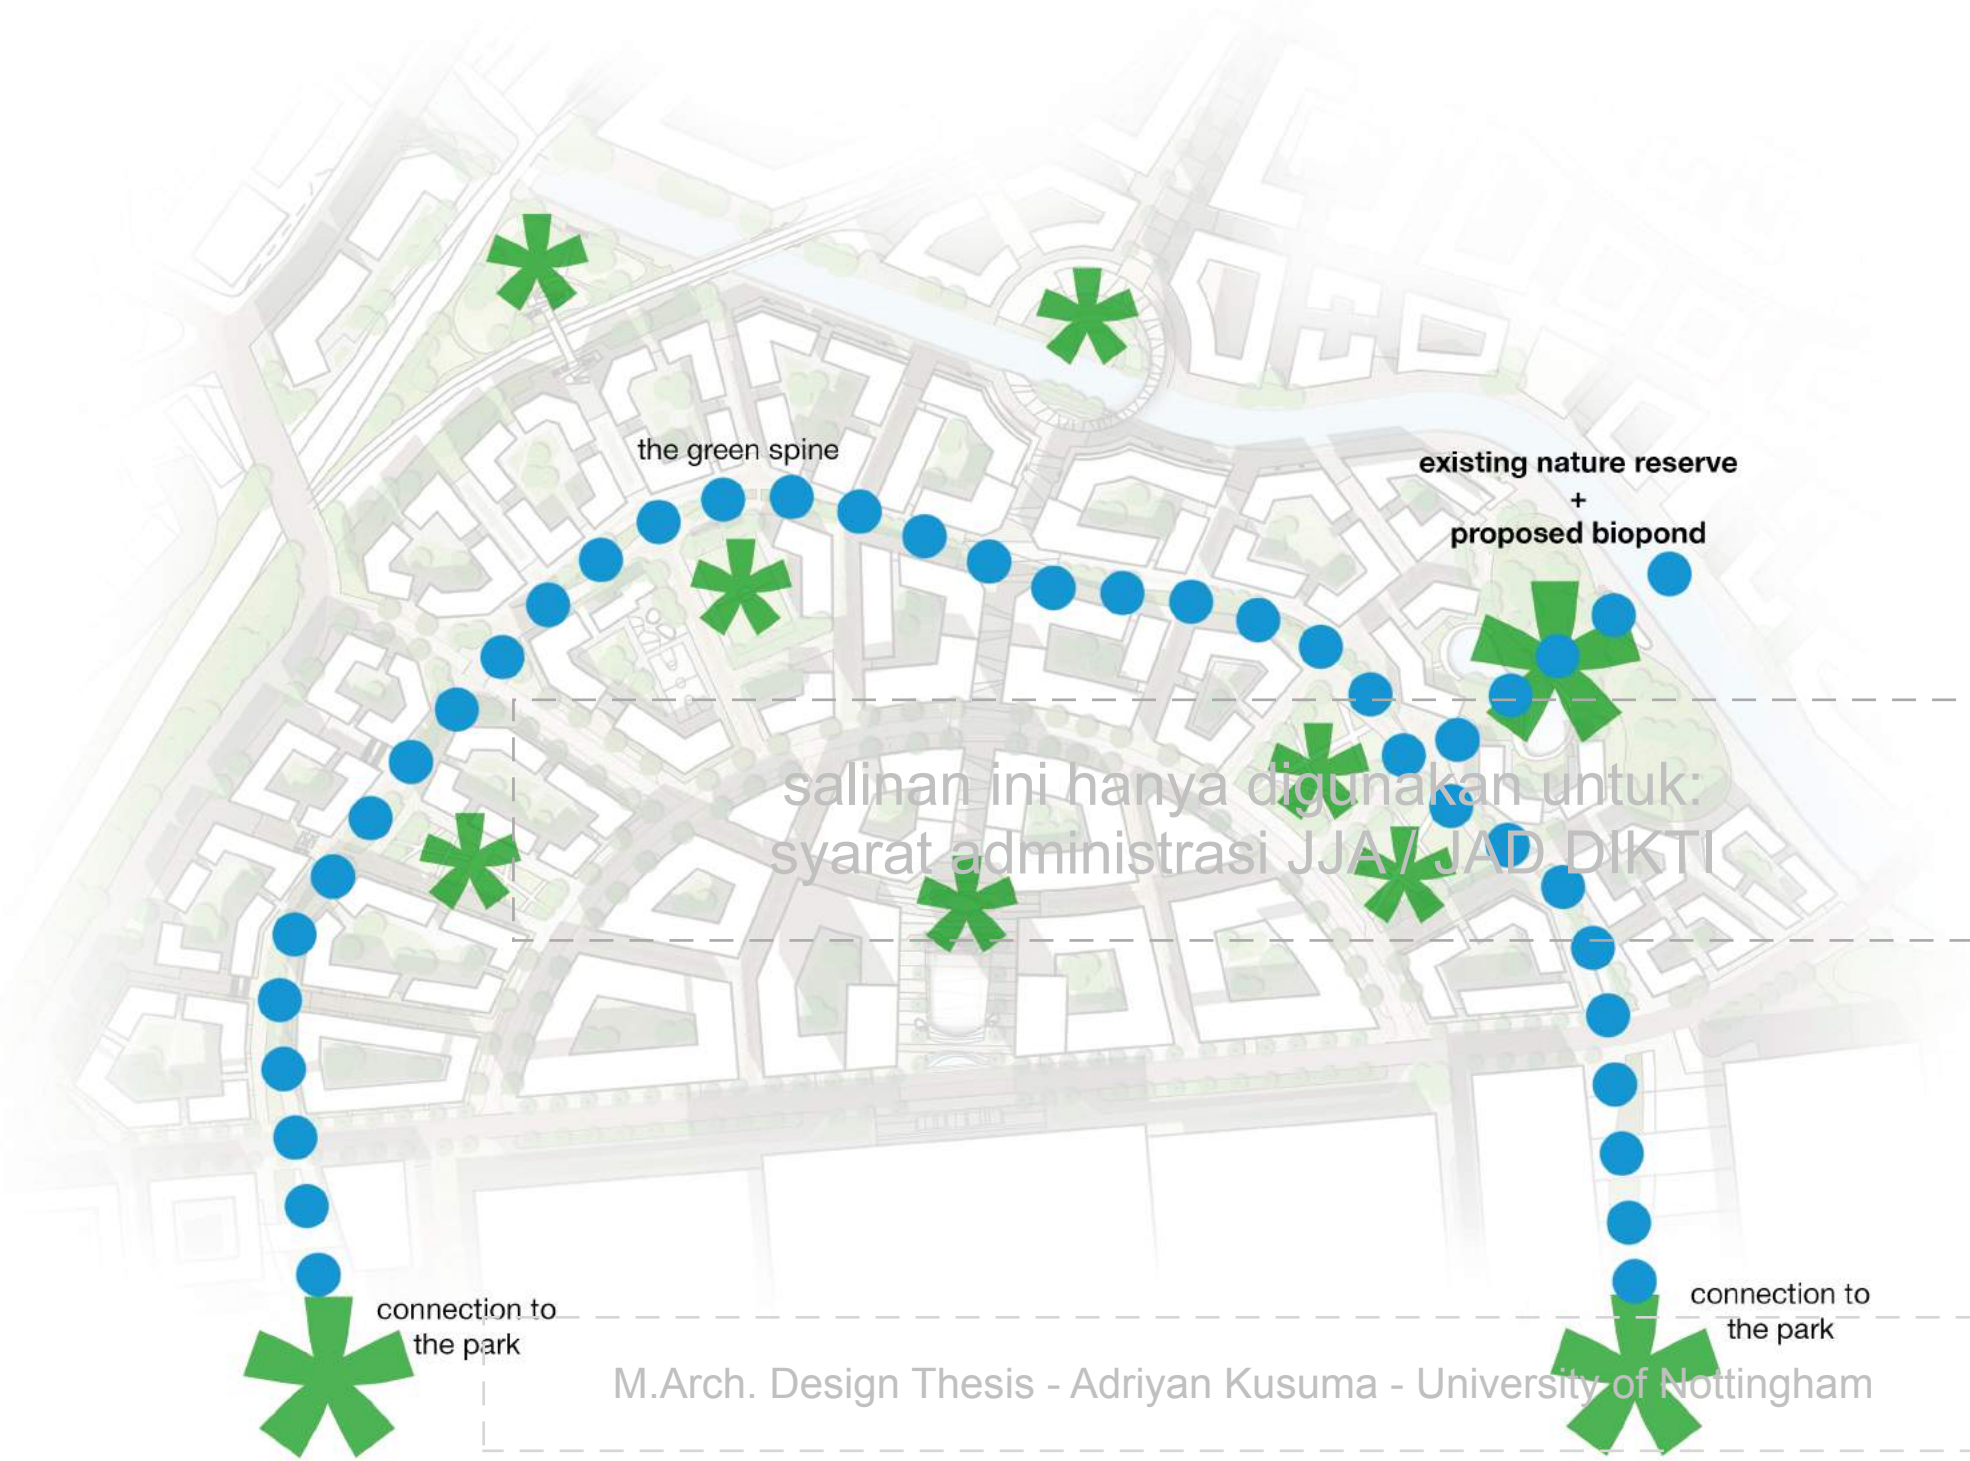 the green spine
existing nature reserve
+
proposed biopond
salinan ini hanya digunakan untuk:
syarat administrasi JJA / JAD DIKTI
connection to
the park
connection to
the park
M.Arch. Design Thesis - Adriyan Kusuma - University of Nottingham